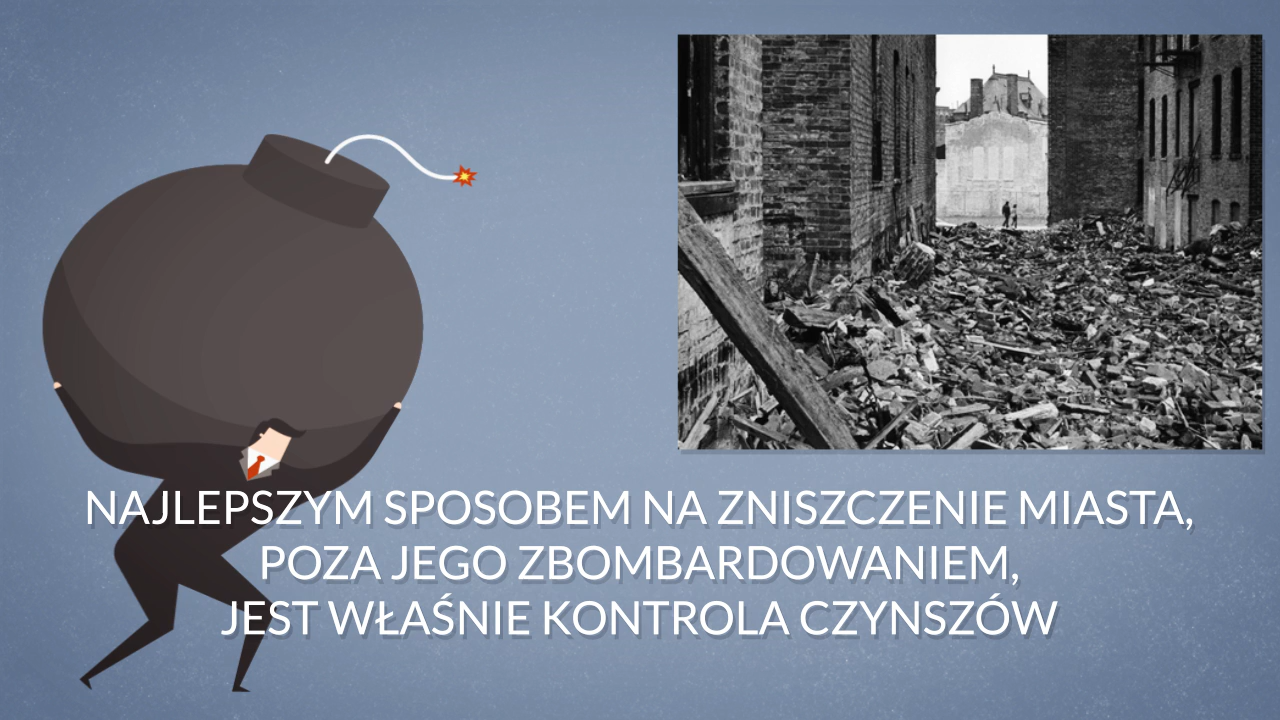 NAJLEPSZYM SPOSOBEM NA ZNISZCZENIE MIASTA,
POZA JEGO ZBOMBARDOWANIEM,
JEST WŁAŚNIE KONTROLA CZYNSZÓW